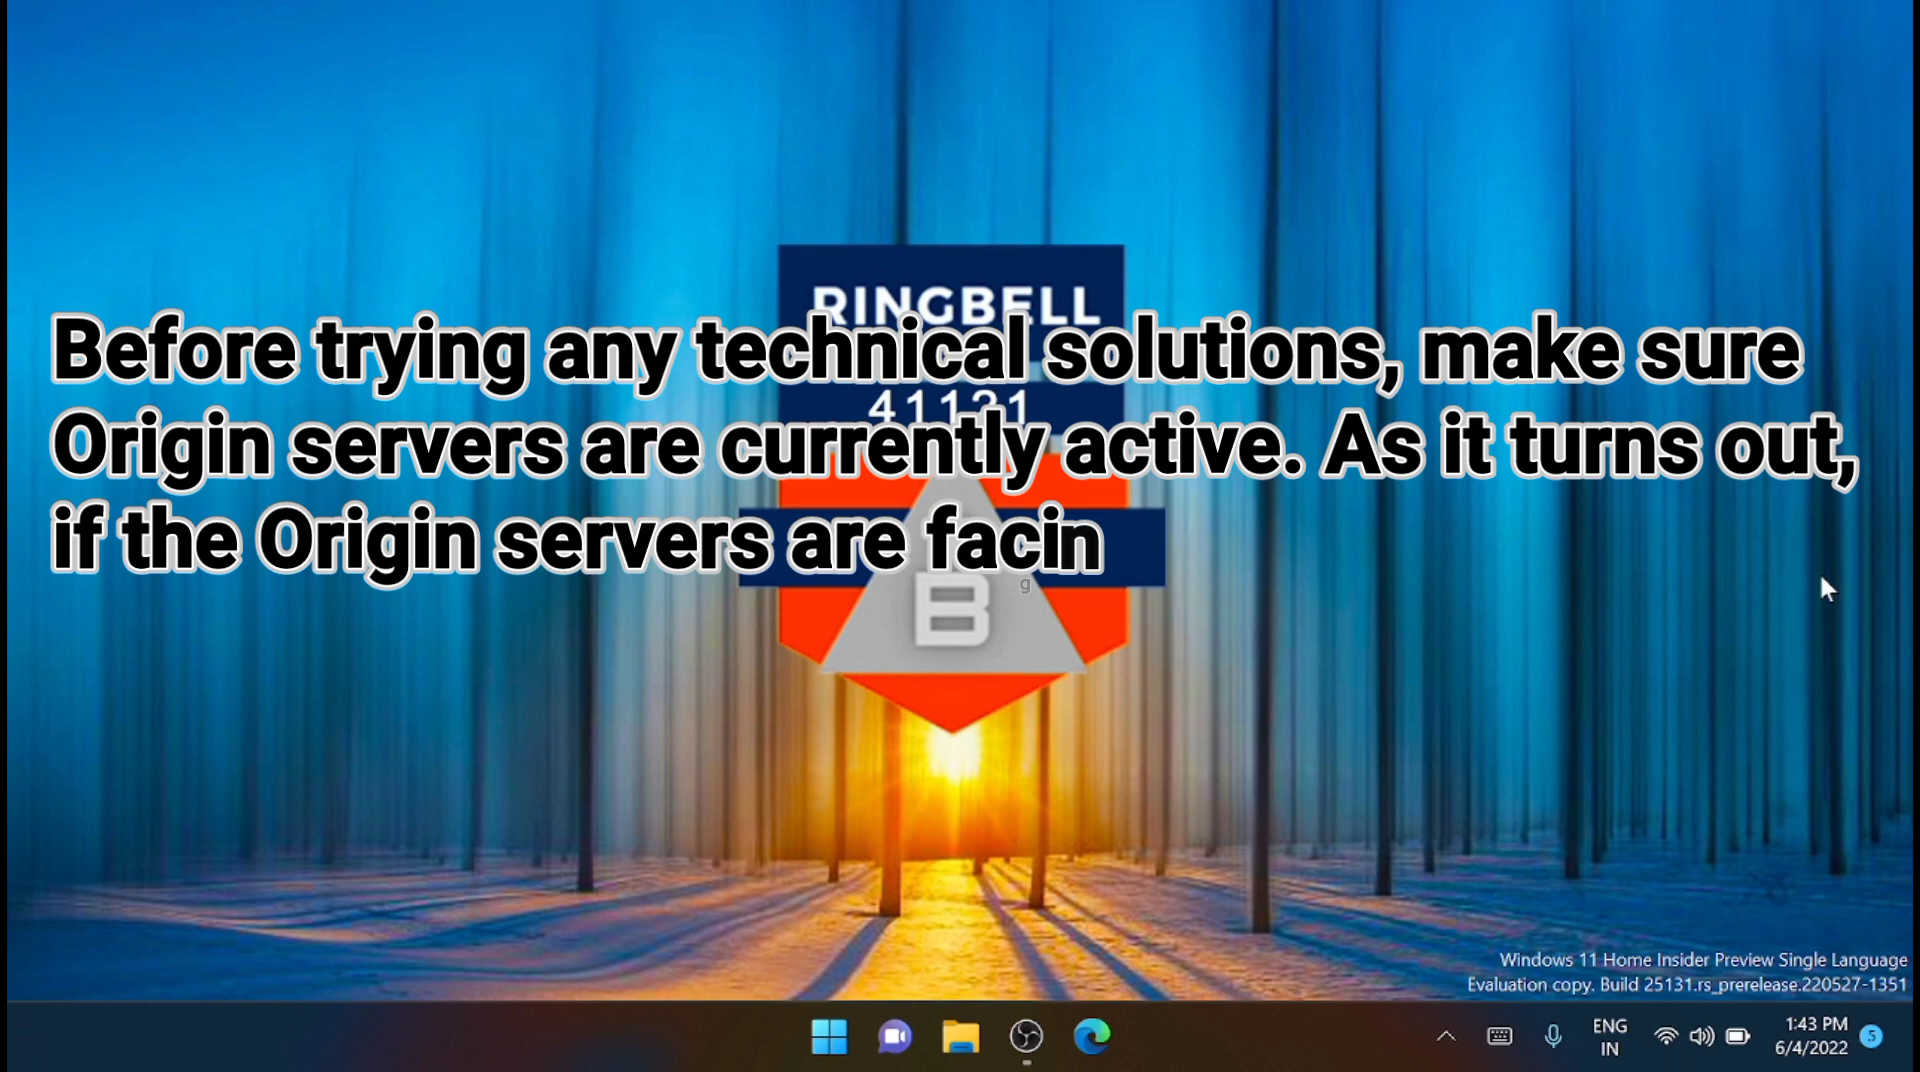 RINGBELL
Before trying any technical solutions, make sure
41131
Origin servers are currently active. As it turns out,
if the Origin servers are facin
g
B
Windows 11 Home Insider Preview Single Language
Evaluation copy. Build 25131.rs_prerelease.220527-1351
ENG
IN
1:43 PM
6/4/2022
5